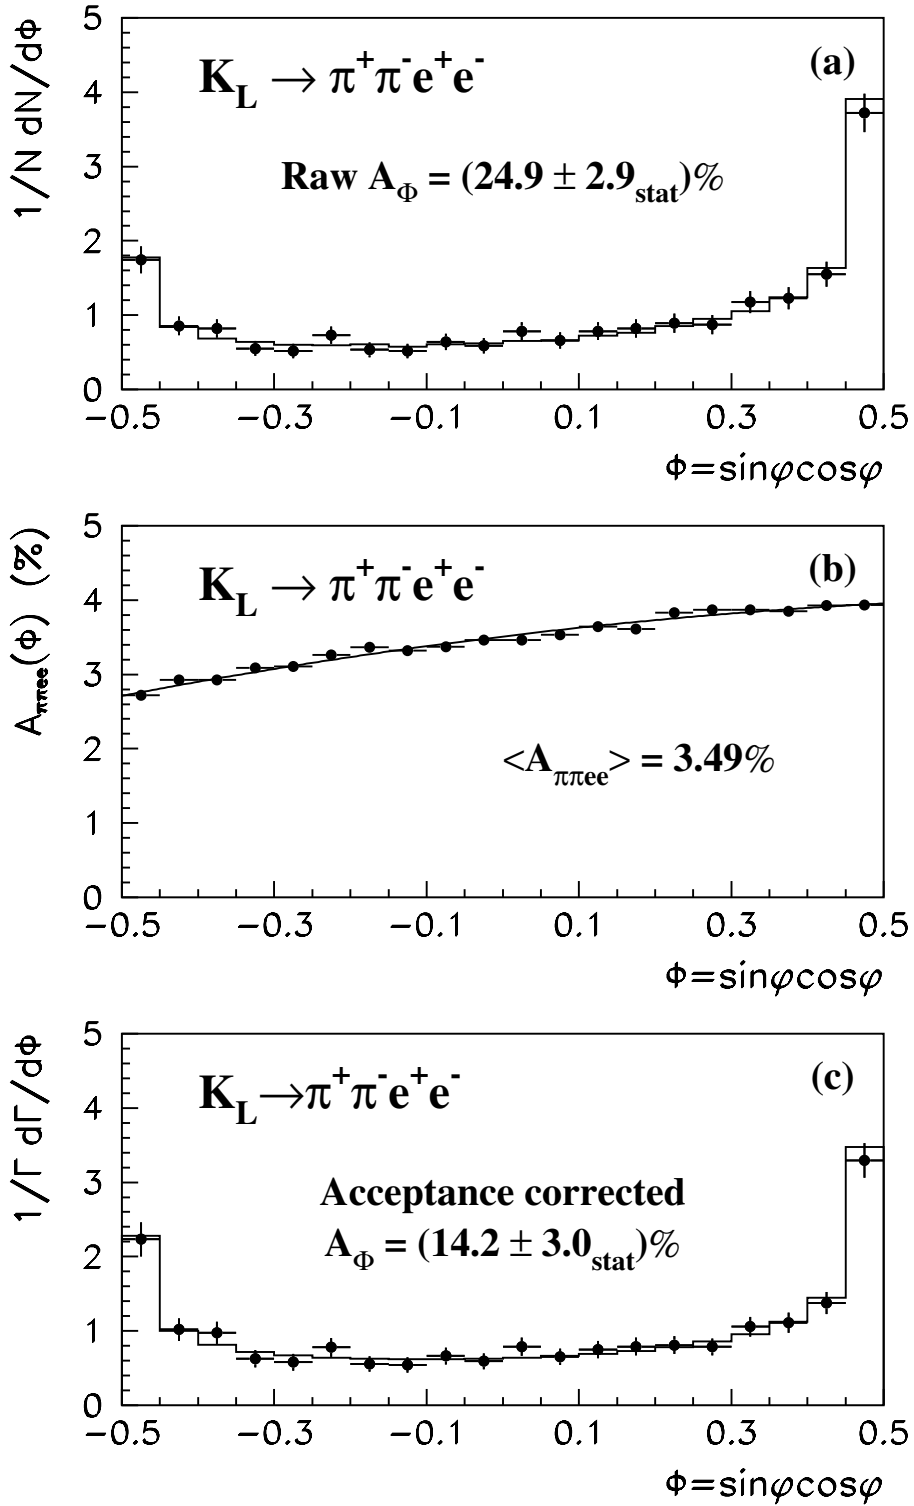 (a)
K_L → π⁺π⁻e⁺e⁻
Raw A_Φ = (24.9 ± 2.9_stat)%
1/N dN/dΦ
5
4
3
2
1
0
−0.5 −0.3 −0.1 0.1 0.3 0.5
Φ=sinφcosφ
(b)
K_L → π⁺π⁻e⁺e⁻
<A_ππee> = 3.49%
A_ππee(Φ) (%)
5
4
3
2
1
0
−0.5 −0.3 −0.1 0.1 0.3 0.5
Φ=sinφcosφ
(c)
K_L→π⁺π⁻e⁺e⁻
Acceptance corrected
A_Φ = (14.2 ± 3.0_stat)%
1/Γ dΓ/dΦ
5
4
3
2
1
0
−0.5 −0.3 −0.1 0.1 0.3 0.5
Φ=sinφcosφ